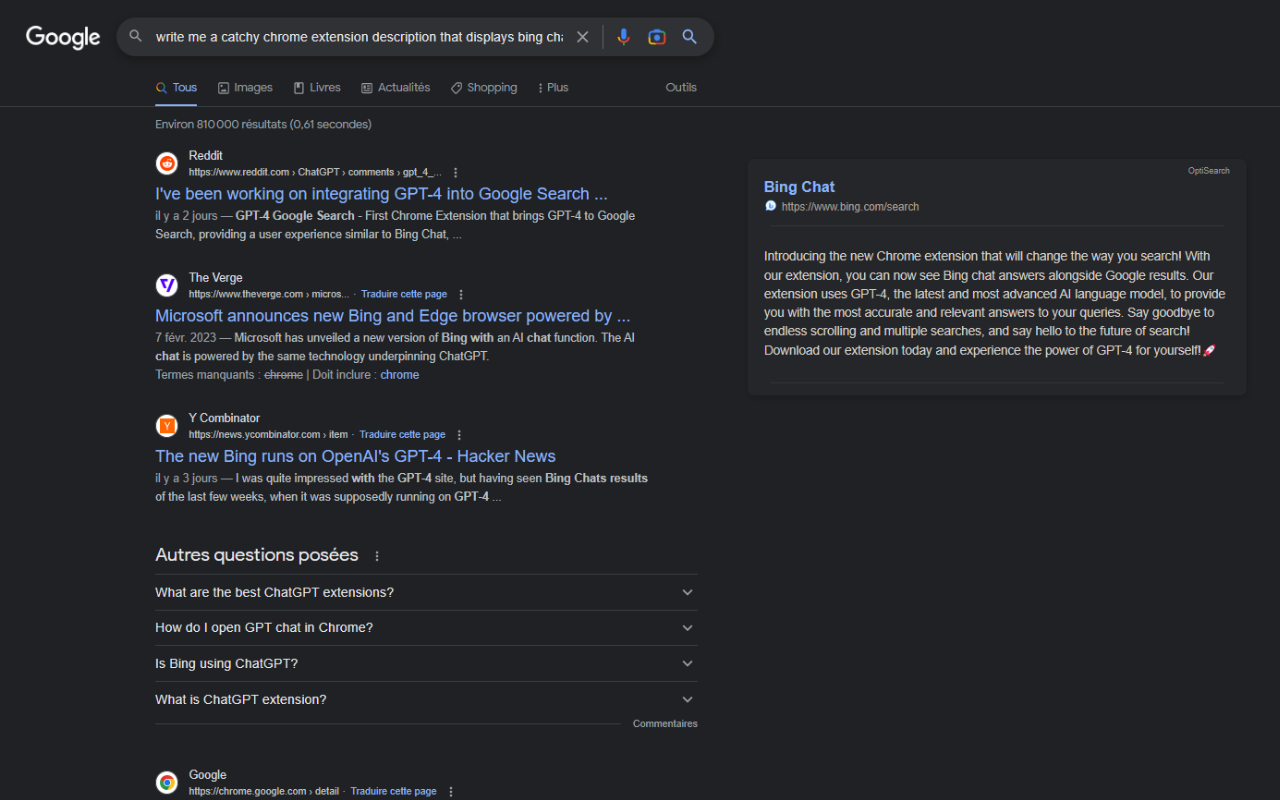 Google
write me a catchy chrome extension description that displays bing cha
Tous Images Livres Actualités Shopping Plus Outils
Environ 810 000 résultats (0,61 secondes)
Reddit
https://www.reddit.com › ChatGPT › comments › gpt_4_...
I've been working on integrating GPT-4 into Google Search ...
il y a 2 jours — GPT-4 Google Search - First Chrome Extension that brings GPT-4 to Google
Search, providing a user experience similar to Bing Chat, ...
The Verge
https://www.theverge.com › micros... · Traduire cette page
Microsoft announces new Bing and Edge browser powered by ...
7 févr. 2023 — Microsoft has unveiled a new version of Bing with an AI chat function. The AI
chat is powered by the same technology underpinning ChatGPT.
Termes manquants : chrome | Doit inclure : chrome
Y Combinator
https://news.ycombinator.com › item · Traduire cette page
The new Bing runs on OpenAI's GPT-4 - Hacker News
il y a 3 jours — I was quite impressed with the GPT-4 site, but having seen Bing Chats results
of the last few weeks, when it was supposedly running on GPT-4 ...
Autres questions posées
What are the best ChatGPT extensions?
How do I open GPT chat in Chrome?
Is Bing using ChatGPT?
What is ChatGPT extension?
Commentaires
Google
https://chrome.google.com › detail · Traduire cette page
OptiSearch
Bing Chat
https://www.bing.com/search
Introducing the new Chrome extension that will change the way you search! With
our extension, you can now see Bing chat answers alongside Google results. Our
extension uses GPT-4, the latest and most advanced AI language model, to provide
you with the most accurate and relevant answers to your queries. Say goodbye to
endless scrolling and multiple searches, and say hello to the future of search!
Download our extension today and experience the power of GPT-4 for yourself!🚀